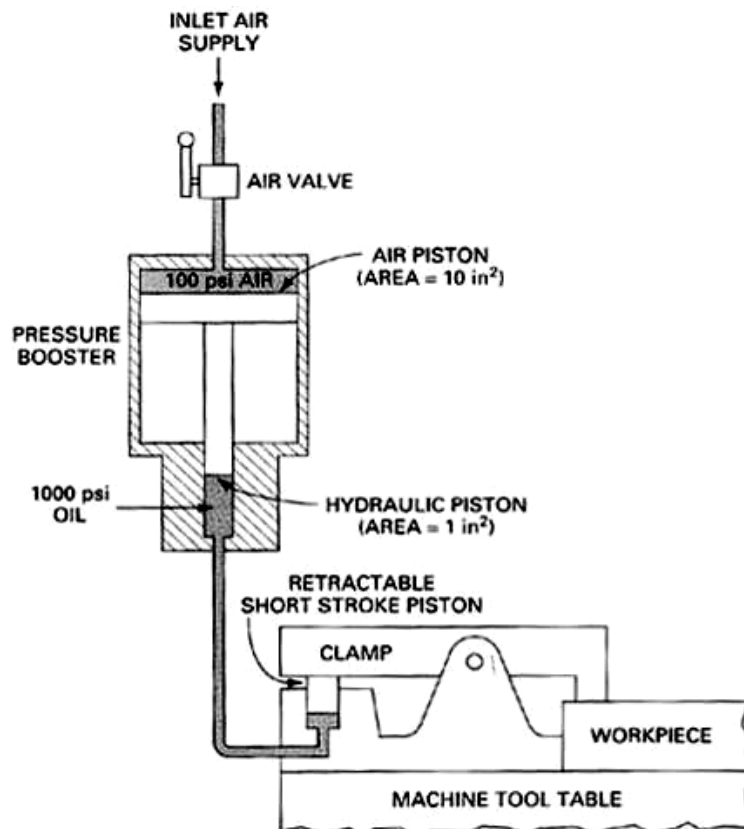 INLET AIR
SUPPLY
AIR VALVE
AIR PISTON
(AREA = 10 in²)
100 psi AIR
PRESSURE
BOOSTER
1000 psi
OIL
HYDRAULIC PISTON
(AREA = 1 in²)
RETRACTABLE
SHORT STROKE PISTON
CLAMP
WORKPIECE
MACHINE TOOL TABLE